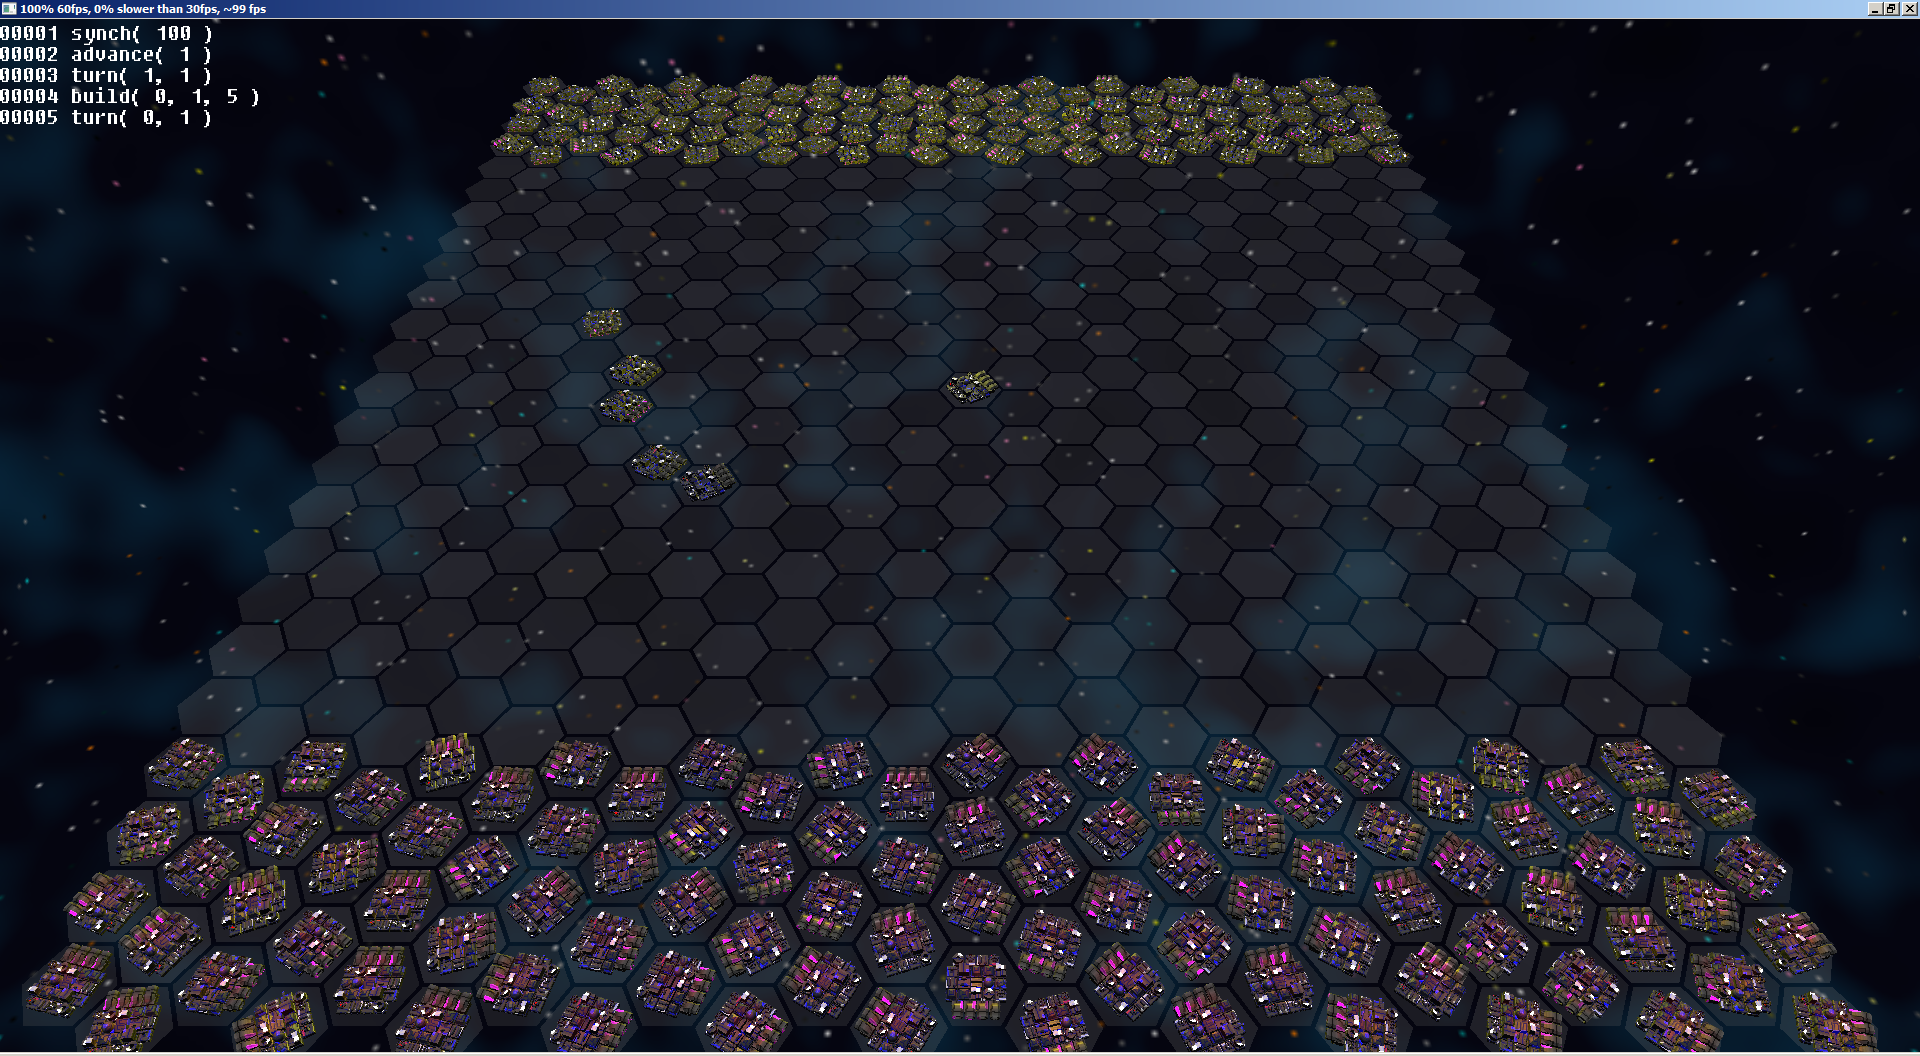 100% 60fps, 0% slower than 30fps, ~99 fps
00001 synch( 100 )
00002 advance( 1 )
00003 turn( 1, 1 )
00004 build( 0, 1, 5 )
00005 turn( 0, 1 )